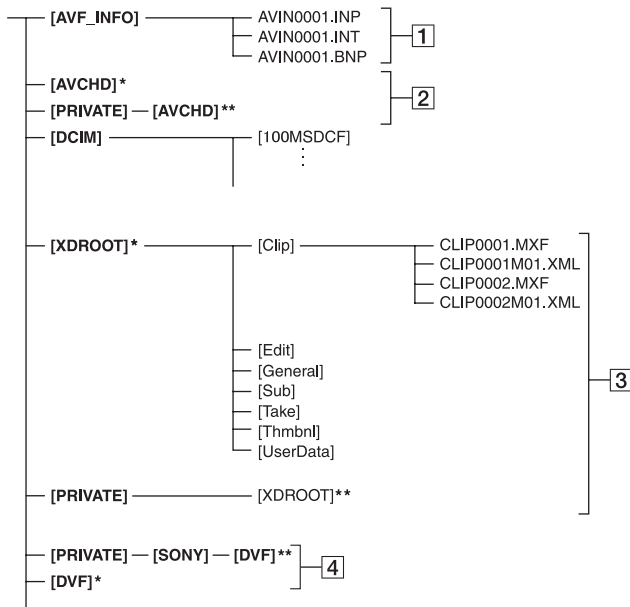 [AVF_INFO] AVIN0001.INP
AVIN0001.INT 1
AVIN0001.BNP
[AVCHD]*
2
[PRIVATE] [AVCHD]**
[DCIM] [100MSDCF]
[XDROOT]* [Clip] CLIP0001.MXF
CLIP0001M01.XML
CLIP0002.MXF
CLIP0002M01.XML
[Edit]
[General] 3
[Sub]
[Take]
[Thmbnl]
[UserData]
[PRIVATE] [XDROOT]**
[PRIVATE] [SONY] [DVF]**
4
[DVF]*